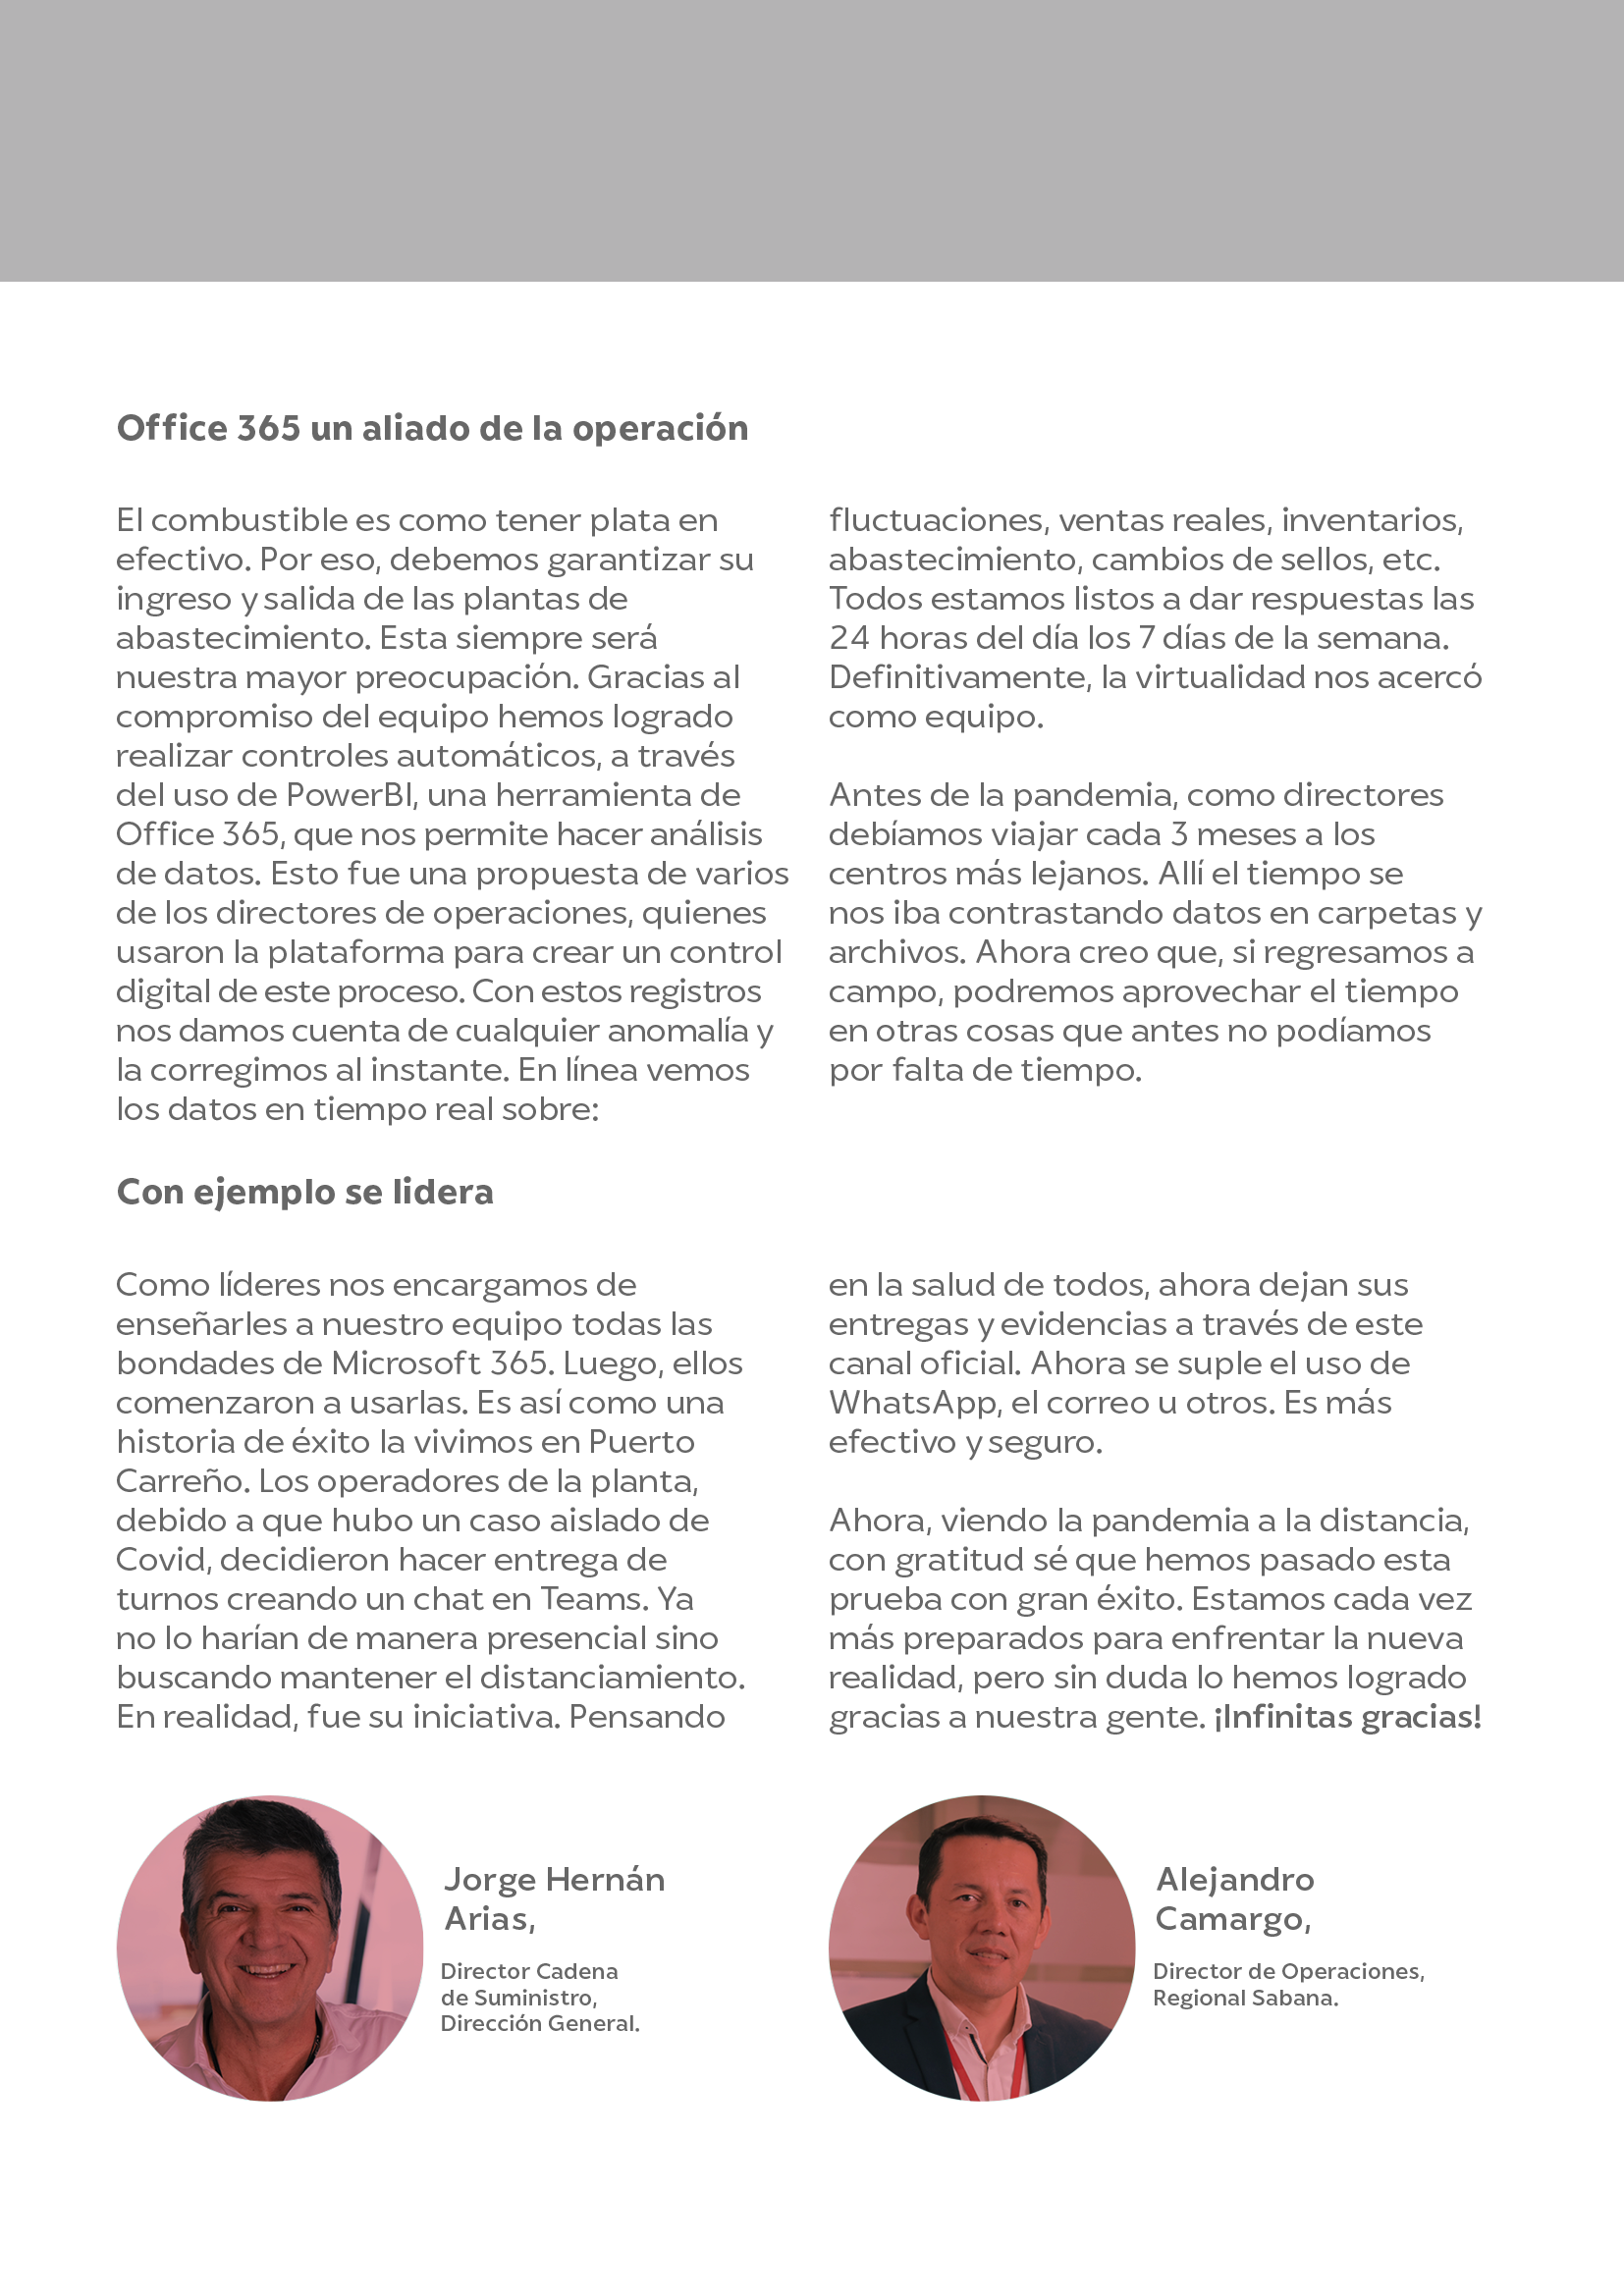 Office 365 un aliado de la operación
El combustible es como tener plata en
efectivo. Por eso, debemos garantizar su
ingreso y salida de las plantas de
abastecimiento. Esta siempre será
nuestra mayor preocupación. Gracias al
compromiso del equipo hemos logrado
realizar controles automáticos, a través
del uso de PowerBI, una herramienta de
Office 365, que nos permite hacer análisis
de datos. Esto fue una propuesta de varios
de los directores de operaciones, quienes
usaron la plataforma para crear un control
digital de este proceso. Con estos registros
nos damos cuenta de cualquier anomalía y
la corregimos al instante. En línea vemos
los datos en tiempo real sobre:
fluctuaciones, ventas reales, inventarios,
abastecimiento, cambios de sellos, etc.
Todos estamos listos a dar respuestas las
24 horas del día los 7 días de la semana.
Definitivamente, la virtualidad nos acercó
como equipo.
Antes de la pandemia, como directores
debíamos viajar cada 3 meses a los
centros más lejanos. Allí el tiempo se
nos iba contrastando datos en carpetas y
archivos. Ahora creo que, si regresamos a
campo, podremos aprovechar el tiempo
en otras cosas que antes no podíamos
por falta de tiempo.
Con ejemplo se lidera
Como líderes nos encargamos de
enseñarles a nuestro equipo todas las
bondades de Microsoft 365. Luego, ellos
comenzaron a usarlas. Es así como una
historia de éxito la vivimos en Puerto
Carreño. Los operadores de la planta,
debido a que hubo un caso aislado de
Covid, decidieron hacer entrega de
turnos creando un chat en Teams. Ya
no lo harían de manera presencial sino
buscando mantener el distanciamiento.
En realidad, fue su iniciativa. Pensando
en la salud de todos, ahora dejan sus
entregas y evidencias a través de este
canal oficial. Ahora se suple el uso de
WhatsApp, el correo u otros. Es más
efectivo y seguro.
Ahora, viendo la pandemia a la distancia,
con gratitud sé que hemos pasado esta
prueba con gran éxito. Estamos cada vez
más preparados para enfrentar la nueva
realidad, pero sin duda lo hemos logrado
gracias a nuestra gente. ¡Infinitas gracias!
Jorge Hernán
Arias,
Director Cadena
de Suministro,
Dirección General.
Alejandro
Camargo,
Director de Operaciones,
Regional Sabana.